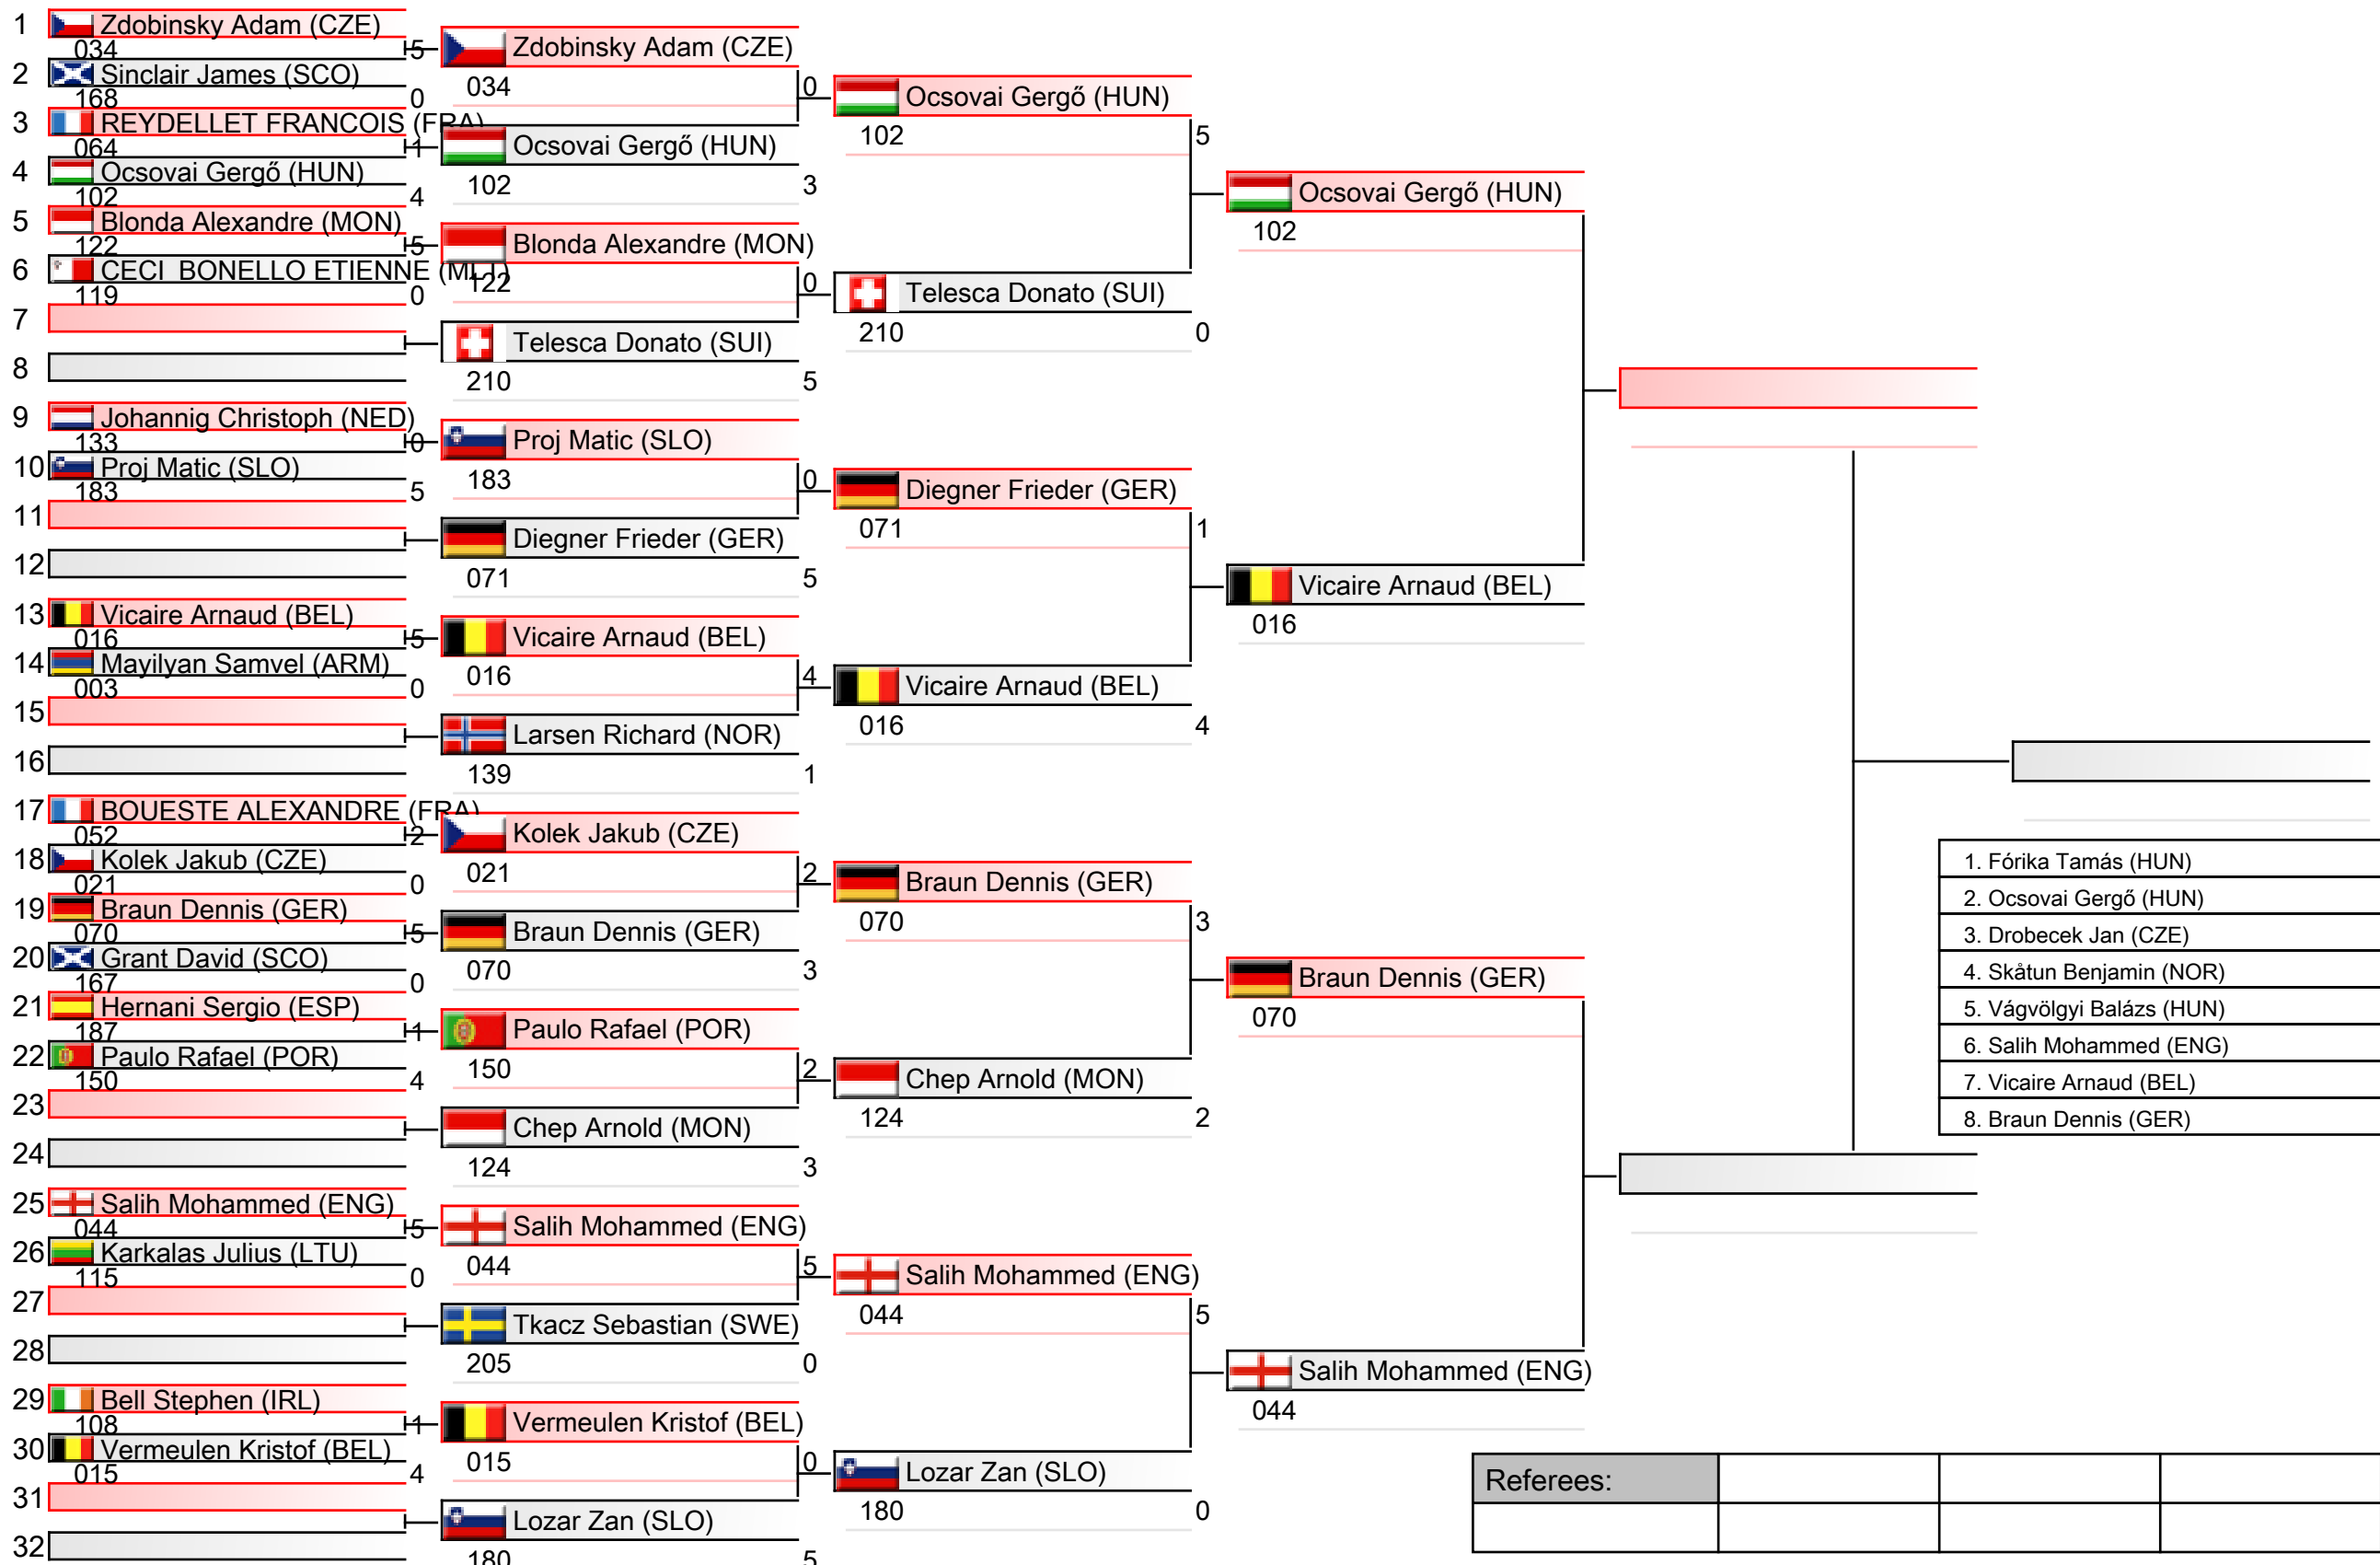 1 Zdobinsky Adam (CZE)
034 5
2 Sinclair James (SCO)
168 0
3 REYDELLET FRANCOIS (FRA)
064 1
4 Ocsovai Gergő (HUN)
102 4
5 Blonda Alexandre (MON)
122 5
6 CECI BONELLO ETIENNE (MLT)
119 0
7
8
9 Johannig Christoph (NED)
133 0
10 Proj Matic (SLO)
183 5
11
12
13 Vicaire Arnaud (BEL)
016 5
14 Mayilyan Samvel (ARM)
003 0
15
16
17 BOUESTE ALEXANDRE (FRA)
052 2
18 Kolek Jakub (CZE)
021 0
19 Braun Dennis (GER)
070 5
20 Grant David (SCO)
167 0
21 Hernani Sergio (ESP)
187 1
22 Paulo Rafael (POR)
150 4
23
24
25 Salih Mohammed (ENG)
044 5
26 Karkalas Julius (LTU)
115 0
27
28
29 Bell Stephen (IRL)
108 1
30 Vermeulen Kristof (BEL)
015 4
31
32
Zdobinsky Adam (CZE)
034 0
Ocsovai Gergő (HUN)
102 3
Blonda Alexandre (MON)
122 0
Telesca Donato (SUI)
210 5
Proj Matic (SLO)
183 0
Diegner Frieder (GER)
071 5
Vicaire Arnaud (BEL)
016 4
Larsen Richard (NOR)
139 1
Kolek Jakub (CZE)
021 2
Braun Dennis (GER)
070 3
Paulo Rafael (POR)
150 2
Chep Arnold (MON)
124 3
Salih Mohammed (ENG)
044 5
Tkacz Sebastian (SWE)
205 0
Vermeulen Kristof (BEL)
015 0
Lozar Zan (SLO)
180 5
Ocsovai Gergő (HUN)
102 5
Telesca Donato (SUI)
210 0
Diegner Frieder (GER)
071 1
Vicaire Arnaud (BEL)
016 4
Braun Dennis (GER)
070 3
Chep Arnold (MON)
124 2
Salih Mohammed (ENG)
044 5
Lozar Zan (SLO)
180 0
Ocsovai Gergő (HUN)
102
Vicaire Arnaud (BEL)
016
Braun Dennis (GER)
070
Salih Mohammed (ENG)
044
1. Fórika Tamás (HUN)
2. Ocsovai Gergő (HUN)
3. Drobecek Jan (CZE)
4. Skåtun Benjamin (NOR)
5. Vágvölgyi Balázs (HUN)
6. Salih Mohammed (ENG)
7. Vicaire Arnaud (BEL)
8. Braun Dennis (GER)
Referees: